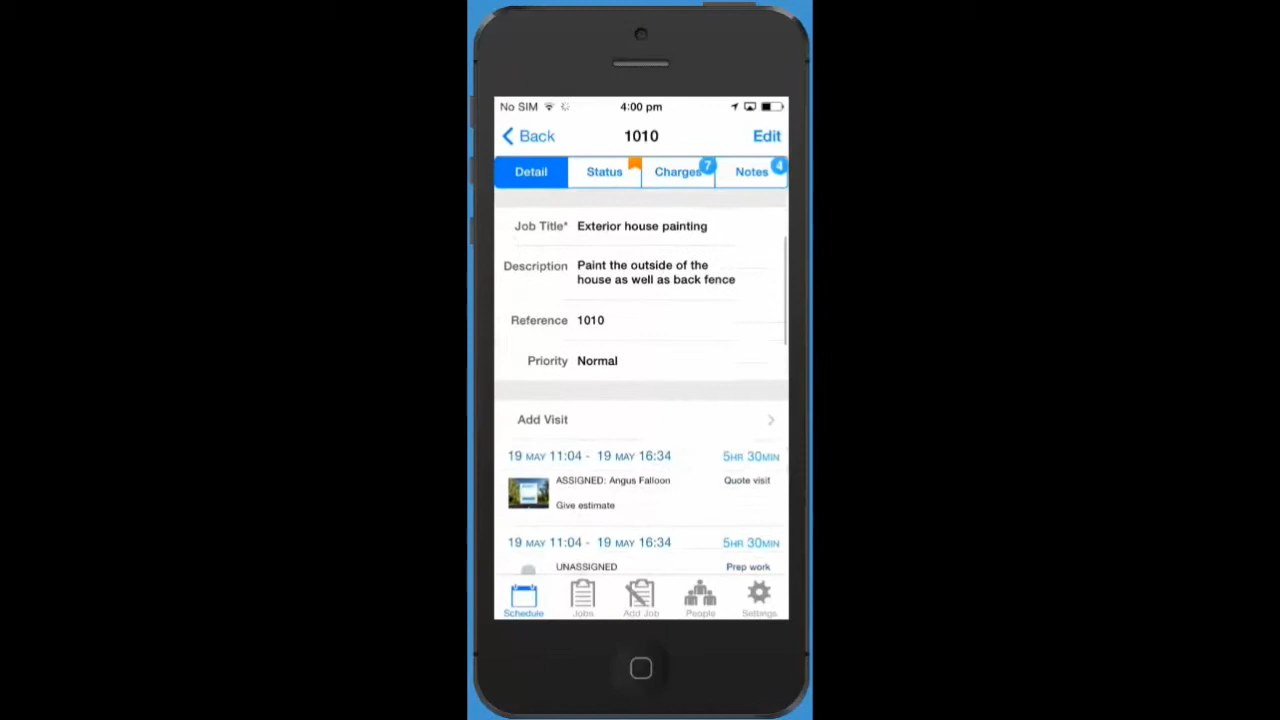 No SIM 4:00 pm
Back 1010 Edit
Detail Status Charges 7 Notes 4
Job Title* Exterior house painting
Description Paint the outside of the
house as well as back fence
Reference 1010
Priority Normal
Add Visit
19 MAY 11:04 - 19 MAY 16:34 5HR 30MIN
ASSIGNED: Angus Falloon Quote visit
Give estimate
19 MAY 11:04 - 19 MAY 16:34 5HR 30MIN
UNASSIGNED Prep work
Schedule Jobs Add Job People Settings